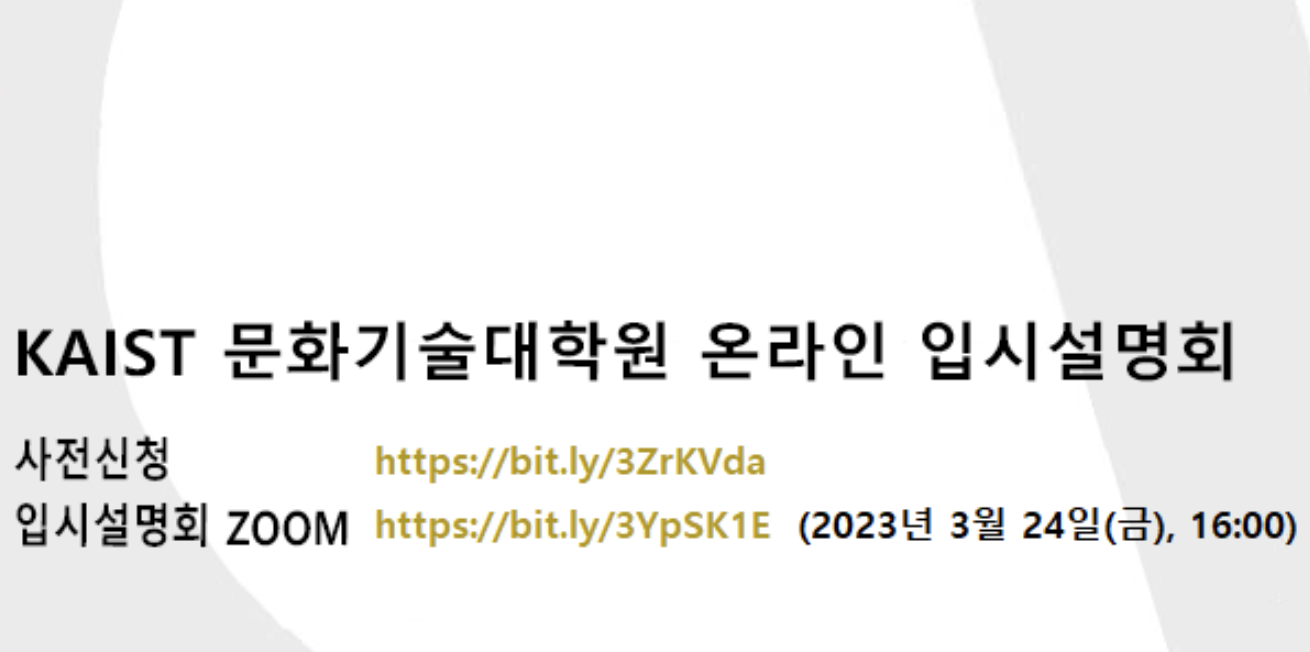 KAIST 문화기술대학원 온라인 입시설명회
사전신청 https://bit.ly/3ZrKVda
입시설명회 ZOOM https://bit.ly/3YpSK1E (2023년 3월 24일(금), 16:00)